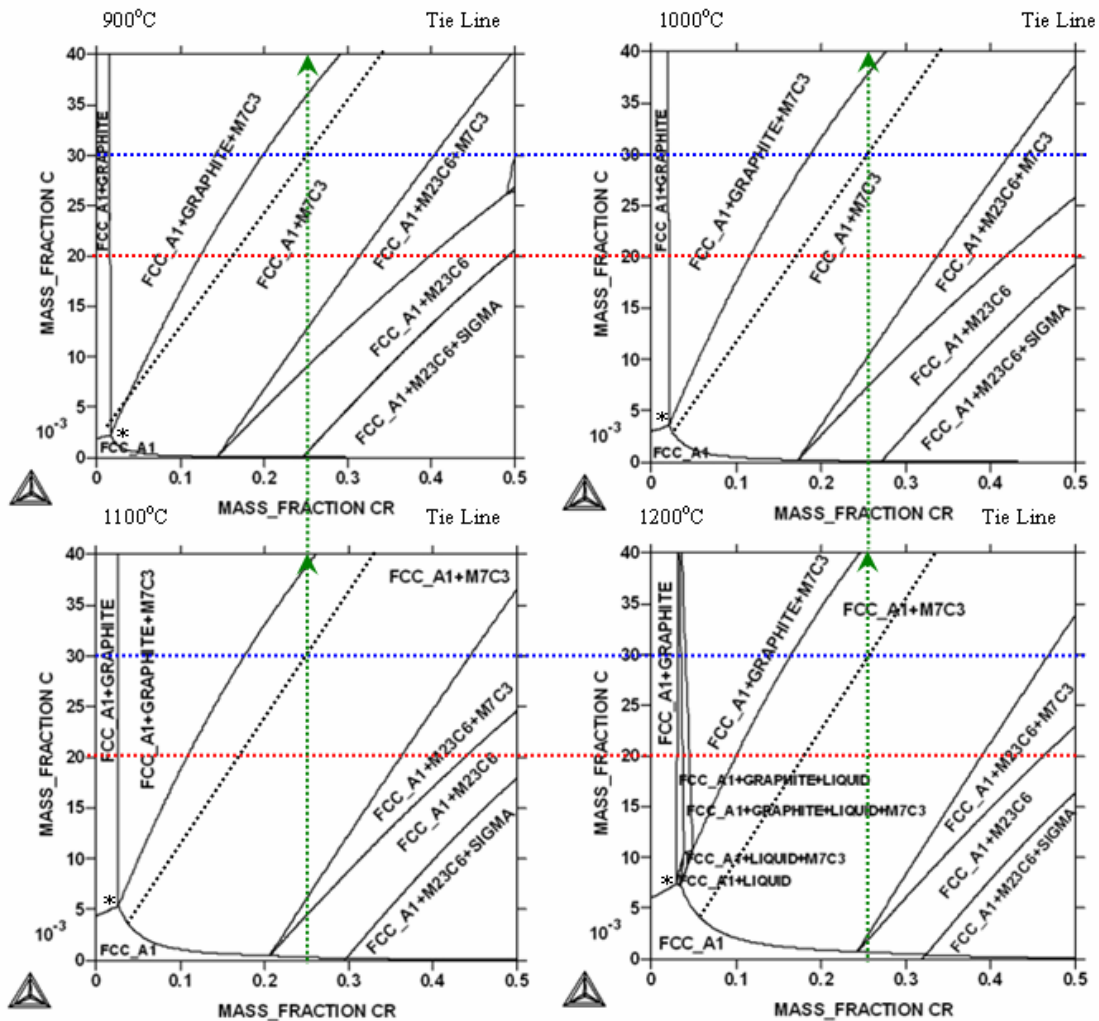 900°C Tie Line
40
35
30
25
20
15
10
5
10-3
0
MASS_FRACTION C
FCC_A1+GRAPHITE
FCC_A1+GRAPHITE+M7C3
FCC_A1+M7C3
FCC_A1+M23C6+M7C3
FCC_A1+M23C6
FCC_A1+M23C6+SIGMA
*
FCC_A1
0 0.1 0.2 0.3 0.4 0.5
MASS_FRACTION CR
1000°C Tie Line
40
35
30
25
20
15
10
5
10-3
0
MASS_FRACTION C
FCC_A1+GRAPHITE
FCC_A1+GRAPHITE+M7C3
FCC_A1+M7C3
FCC_A1+M23C6+M7C3
FCC_A1+M23C6
FCC_A1+M23C6+SIGMA
*
FCC_A1
0 0.1 0.2 0.3 0.4 0.5
MASS_FRACTION CR
1100°C Tie Line
40
35
30
25
20
15
10
5
10-3
0
MASS_FRACTION C
FCC_A1+GRAPHITE
FCC_A1+GRAPHITE+M7C3
FCC_A1+M7C3
FCC_A1+M23C6+M7C3
FCC_A1+M23C6
FCC_A1+M23C6+SIGMA
*
FCC_A1
0 0.1 0.2 0.3 0.4 0.5
MASS_FRACTION CR
1200°C Tie Line
40
35
30
25
20
15
10
5
10-3
0
MASS_FRACTION C
FCC_A1+GRAPHITE
FCC_A1+GRAPHITE+M7C3
FCC_A1+M7C3
FCC_A1+GRAPHITE+LIQUID
FCC_A1+GRAPHITE+LIQUID+M7C3
FCC_A1+LIQUID+M7C3
FCC_A1+LIQUID
FCC_A1+M23C6+M7C3
FCC_A1+M23C6
FCC_A1+M23C6+SIGMA
*
FCC_A1
0 0.1 0.2 0.3 0.4 0.5
MASS_FRACTION CR